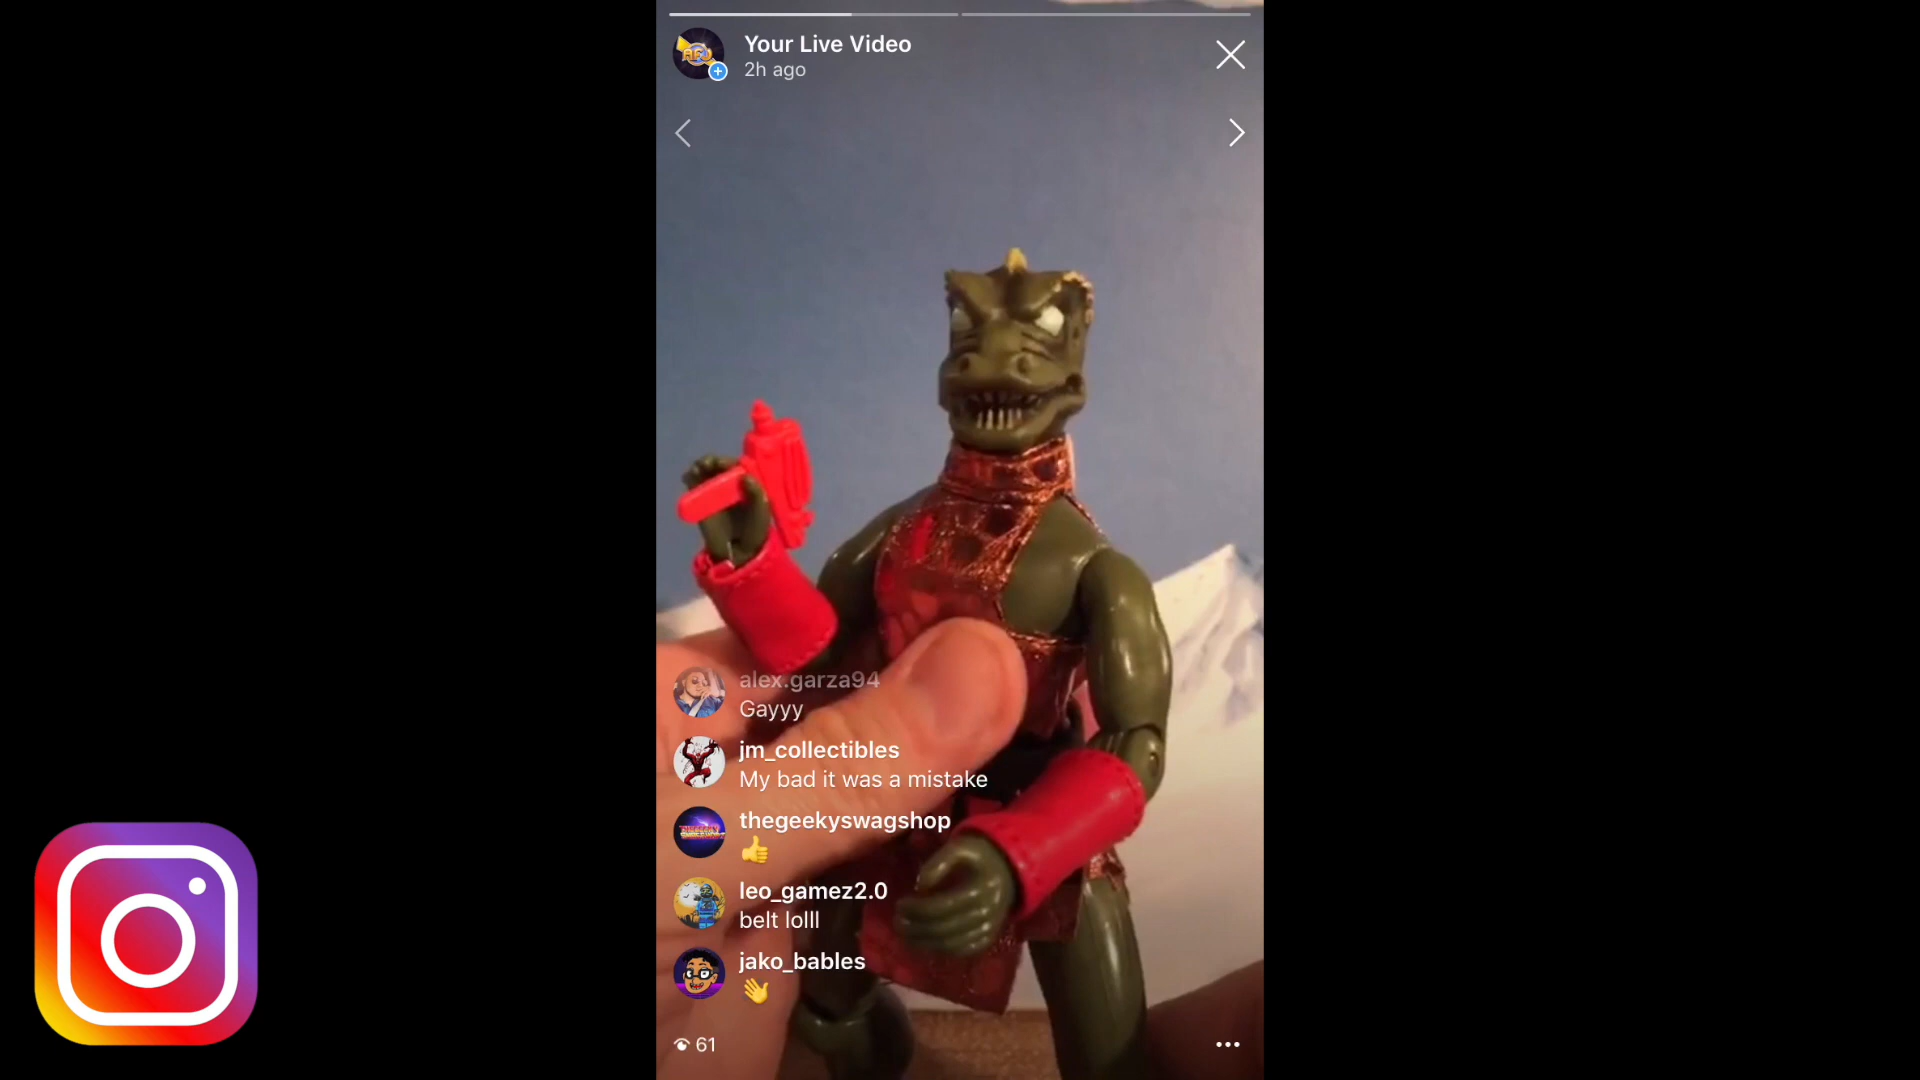 Your Live Video
2h ago
alex.garza94
Gayyy
jm_collectibles
My bad it was a mistake
thegeekyswagshop
👍
leo_gamez2.0
belt lolll
jako_bables
👋
61